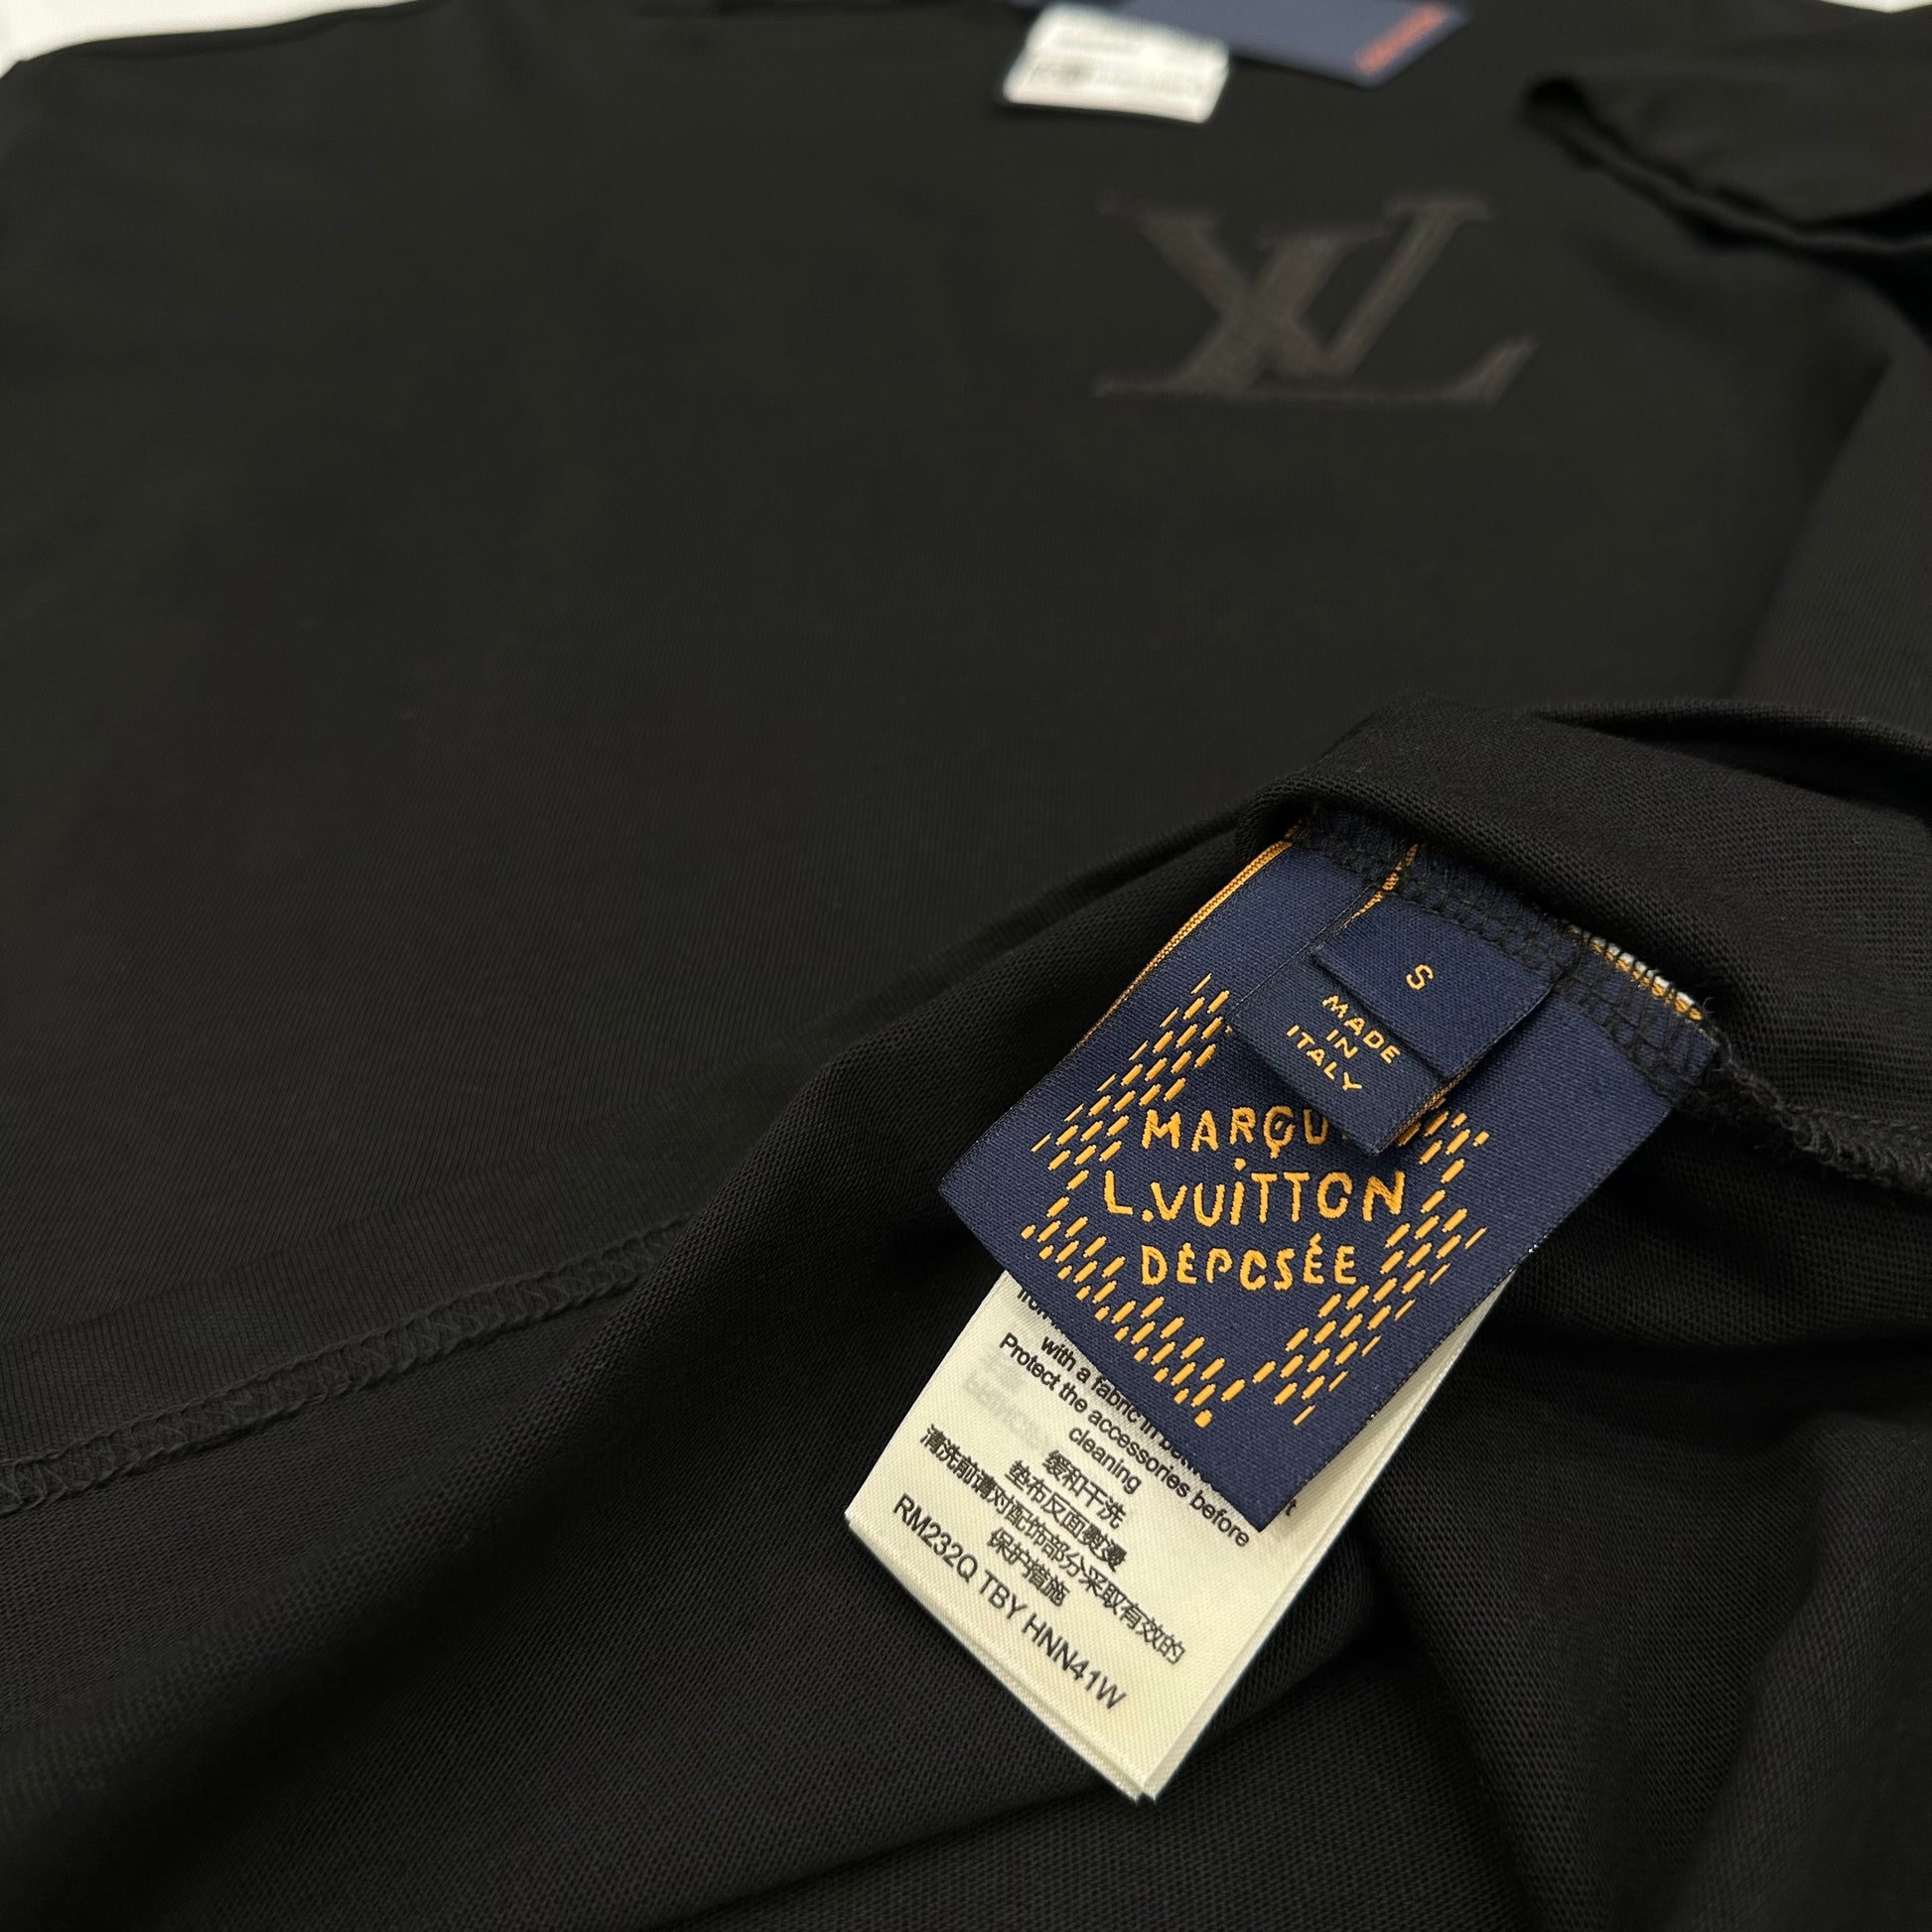 LV
S
MADE
IN
ITALY
MARQU
L.VUiTTON
DÉPOSÉE
with a fabric in
Protect the accessories before
cleaning
缓和干洗
垫布反面熨烫
清洗前请对配饰部分采取有效的
保护措施
RM232Q TBY HNN41W